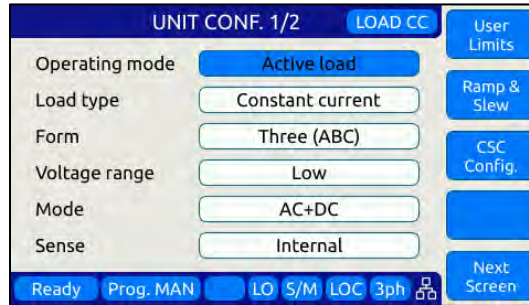 UNIT CONF. 1/2
LOAD CC
Operating mode
Active load
Load type
Constant current
Form
Three (ABC)
Voltage range
Low
Mode
AC+DC
Sense
Internal
Ready
Prog. MAN
LO
S/M
LOC
3ph
User
Limits
Ramp &
Slew
CSC
Config.
Next
Screen